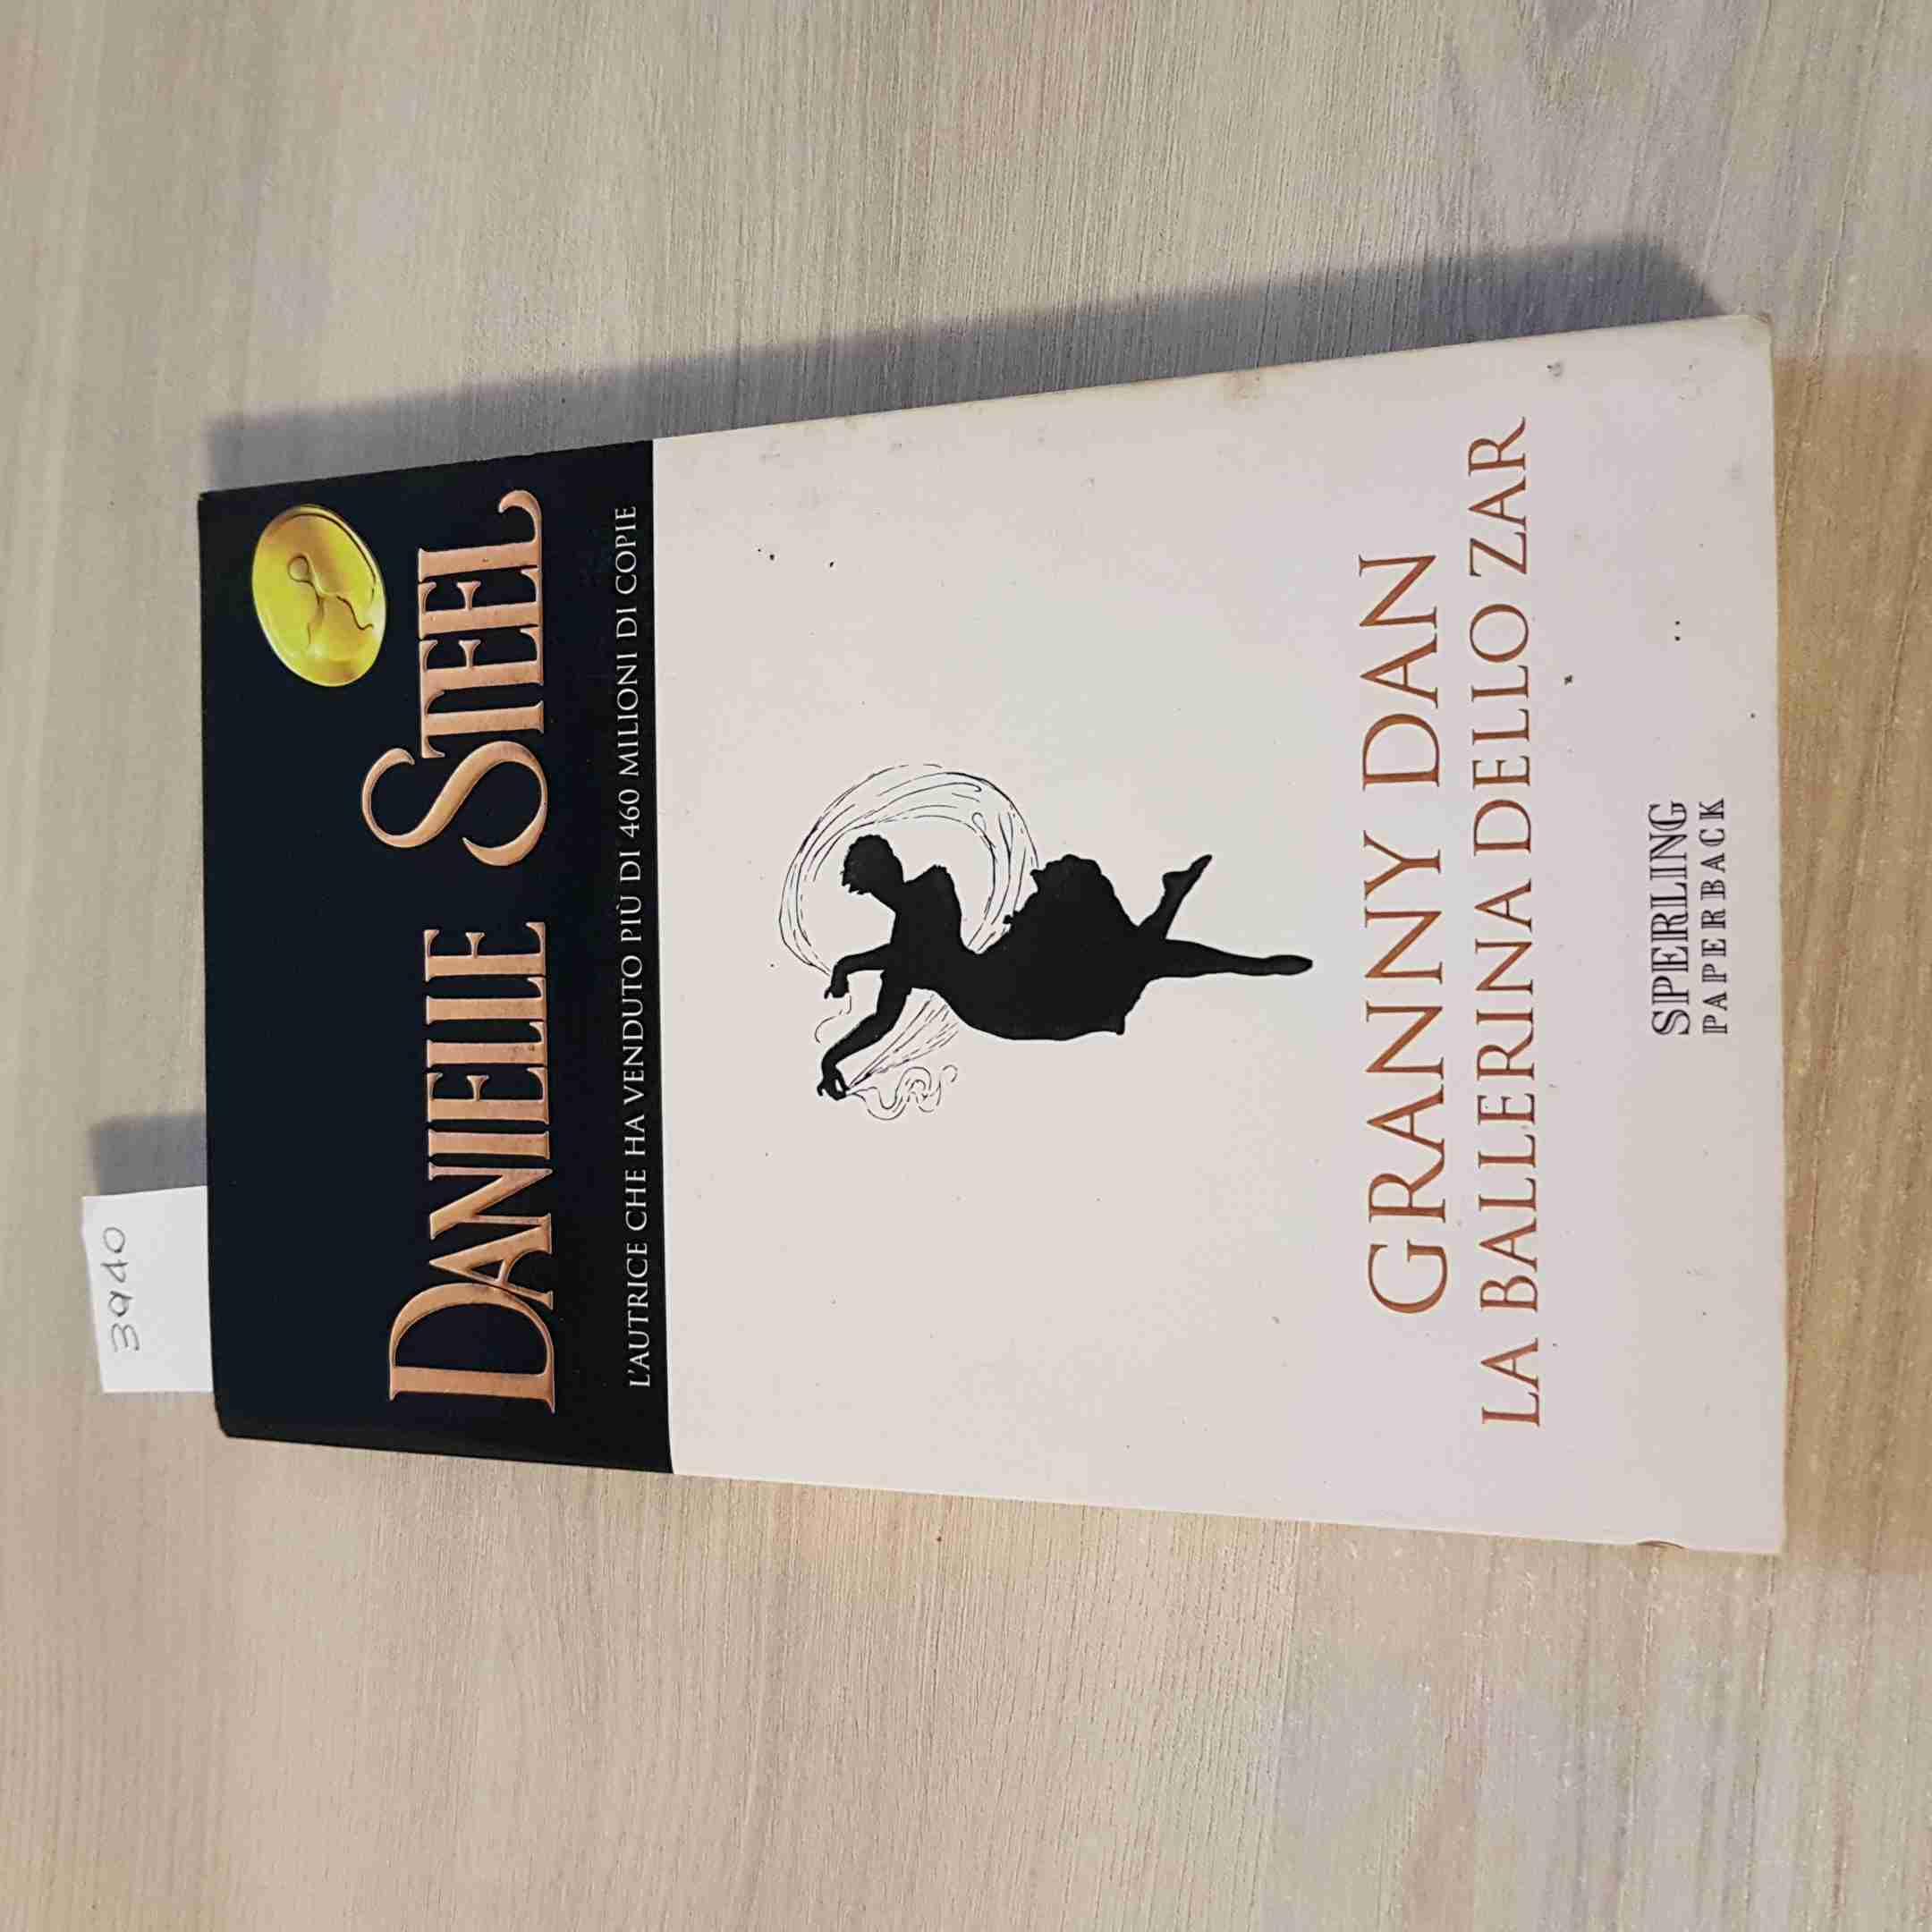 3940
DANIELLE STEEL
L'AUTRICE CHE HA VENDUTO PIÙ DI 460 MILIONI DI COPIE
GRANNY DAN
LA BALLERINA DELLO ZAR
SPERLING
PAPERBACK